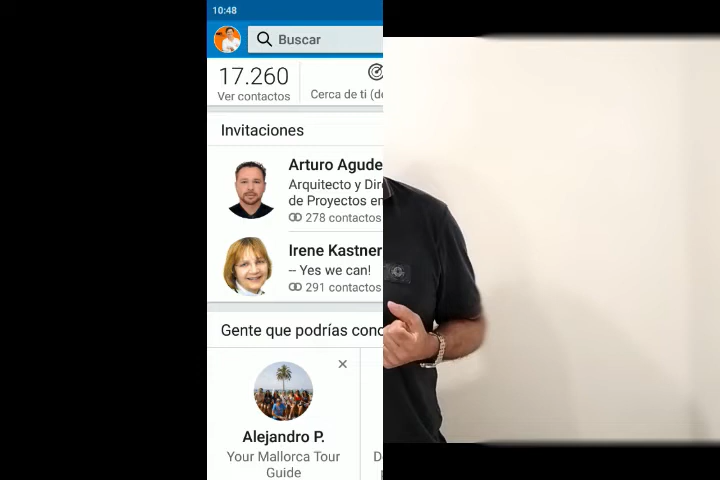 10:48
Buscar
17.260
Ver contactos
Cerca de ti (de
Invitaciones
Arturo Agude
Arquitecto y Dir
de Proyectos en
278 contactos
Irene Kastner
-- Yes we can!
291 contactos
Gente que podrías cono
Alejandro P.
Your Mallorca Tour
Guide